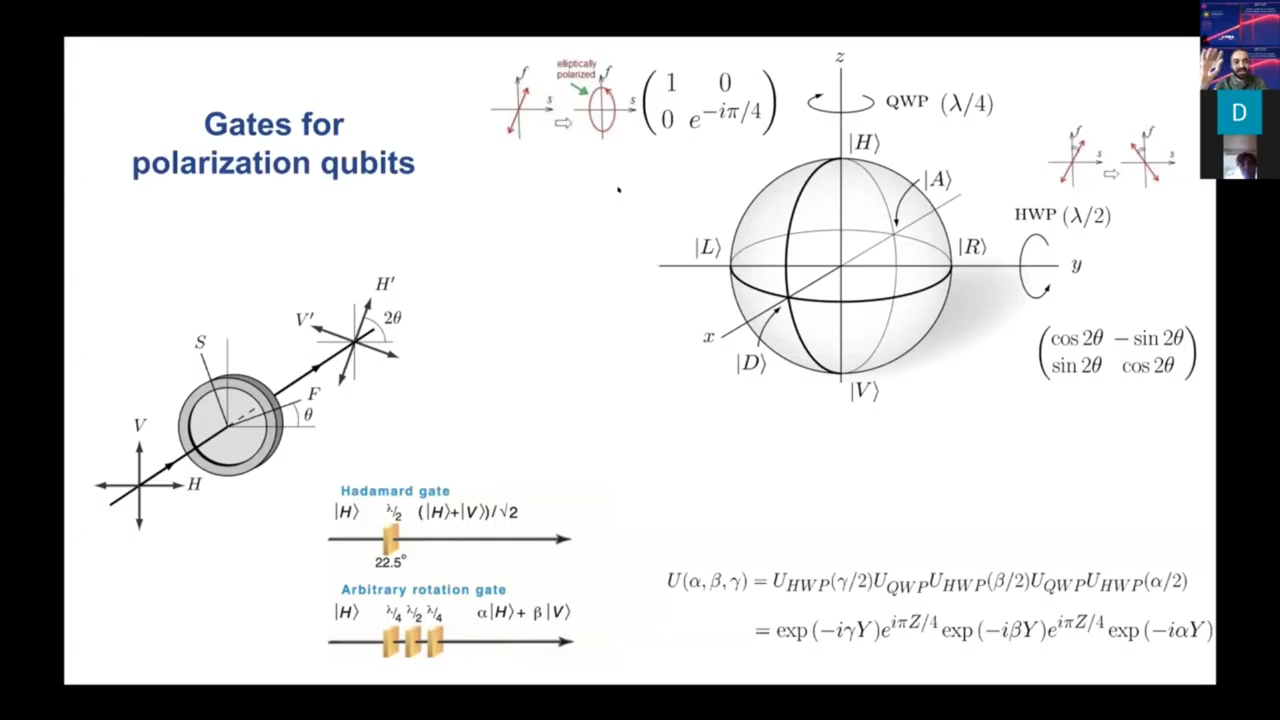 Gates for
polarization qubits
elliptically
polarized
f
s
f
s
( 1 0
0 e^{-iπ/4} )
z
QWP (λ/4)
|H⟩
|A⟩
|L⟩
|R⟩
x
|D⟩
|V⟩
y
f
s
f
s
HWP (λ/2)
( cos 2θ − sin 2θ
sin 2θ cos 2θ )
H′
V′
2θ
S
F
θ
V
H
Hadamard gate
|H⟩ λ/2 (|H⟩+|V⟩)/√2
22.5°
Arbitrary rotation gate
|H⟩ λ/4 λ/2 λ/4 α|H⟩+ β|V⟩
U(α, β, γ) = U_{HWP}(γ/2)U_{QWP}U_{HWP}(β/2)U_{QWP}U_{HWP}(α/2)
= exp (−iγY)e^{iπZ/4} exp (−iβY)e^{iπZ/4} exp (−iαY)
D